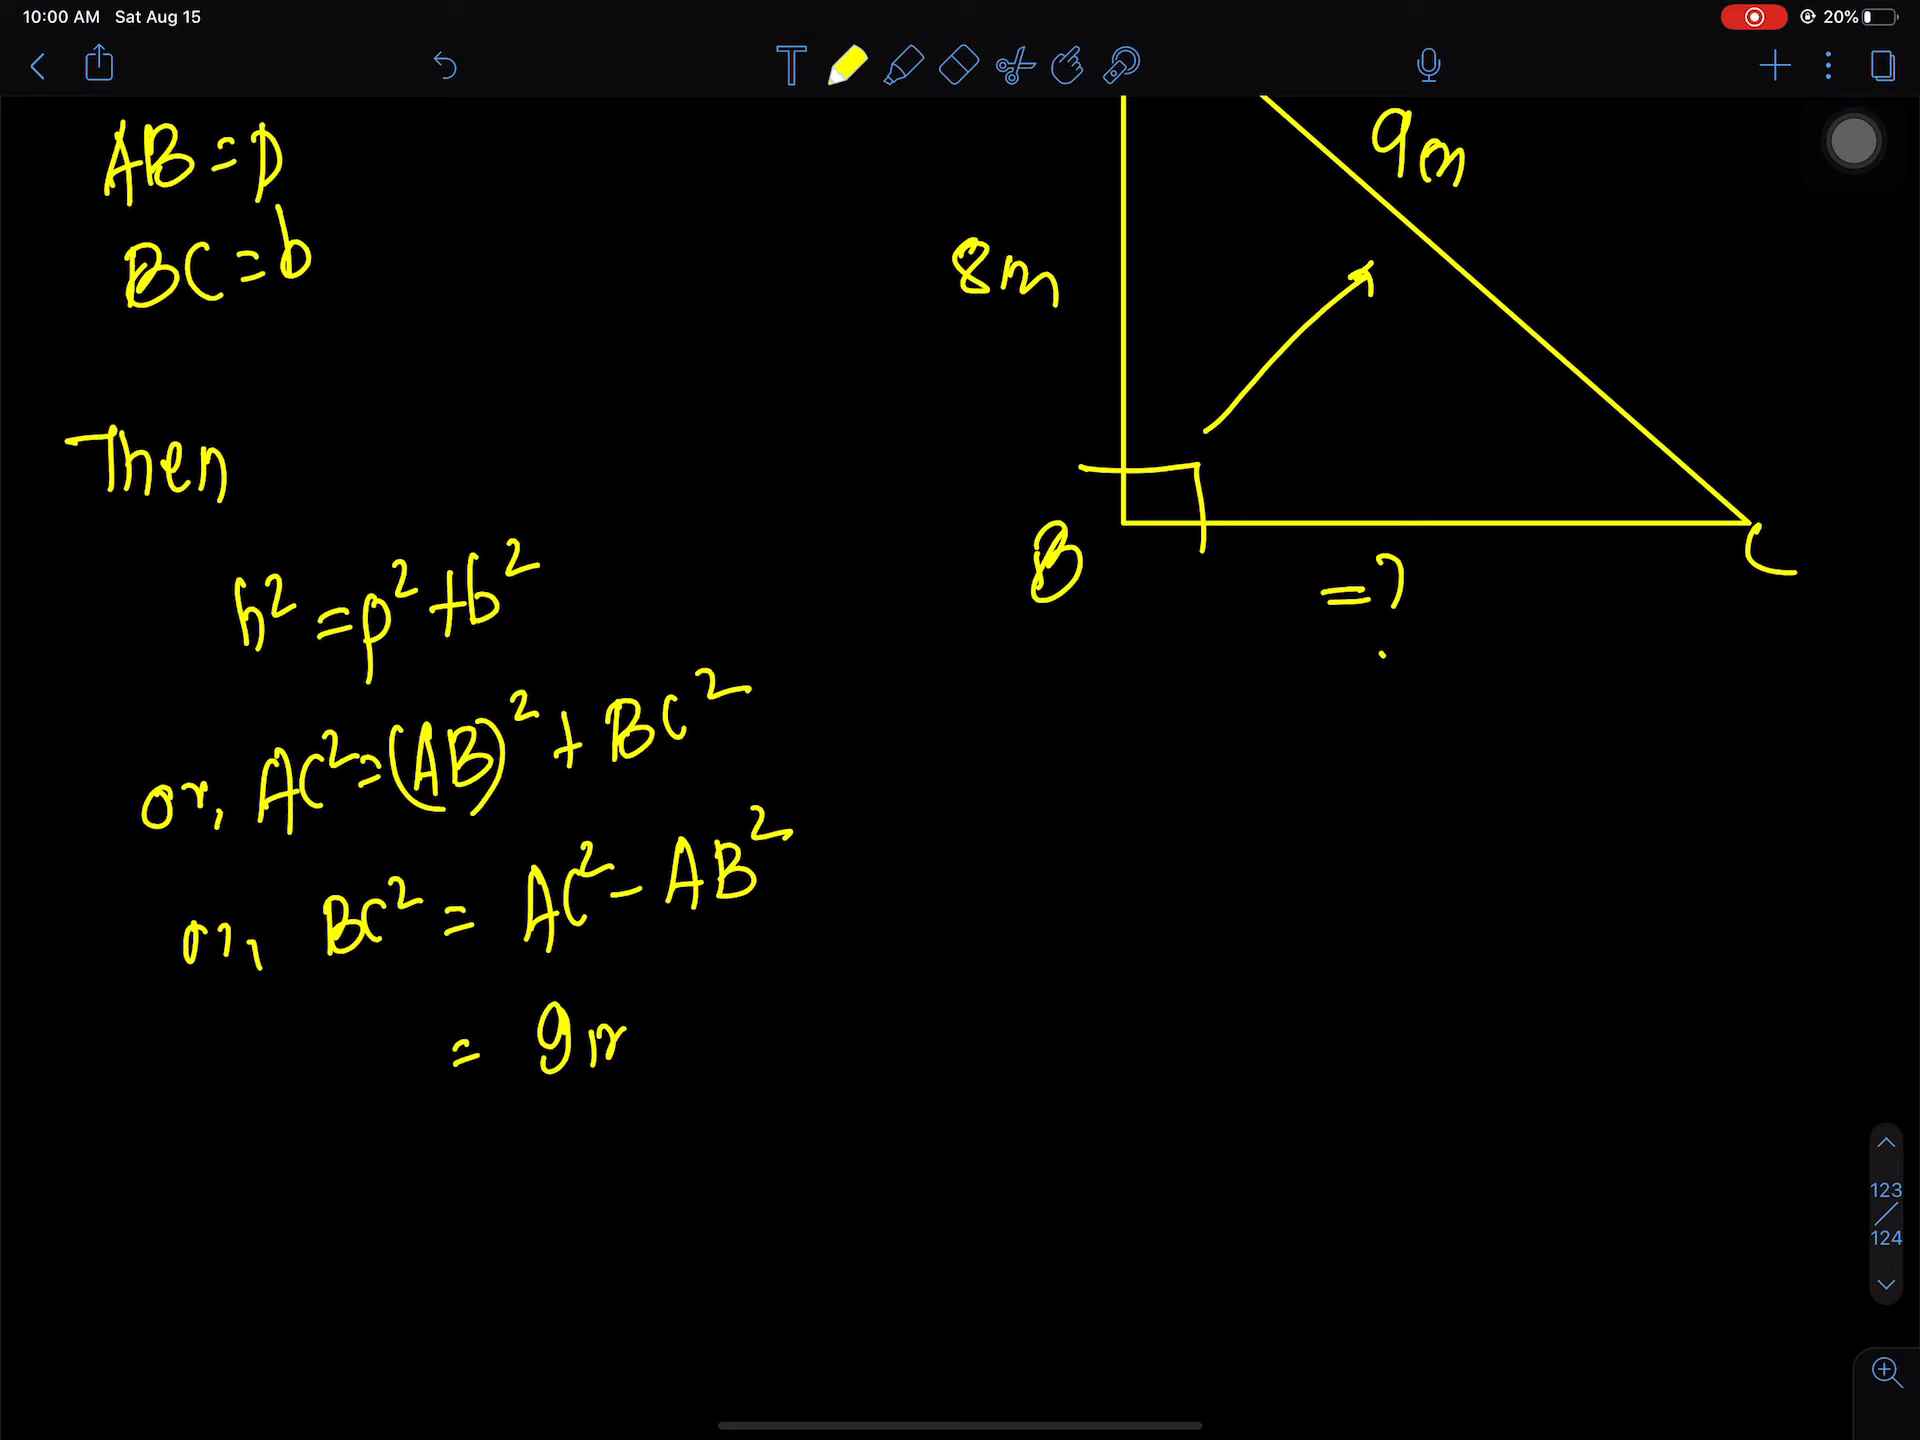 10:00 AM Sat Aug 15
20%
AB=p
9m
BC=b
8m
Then
B
C
=?
h²=p²+b²
or, AC²=(AB)²+BC²
or, BC² = AC²-AB²
= 9
123
124